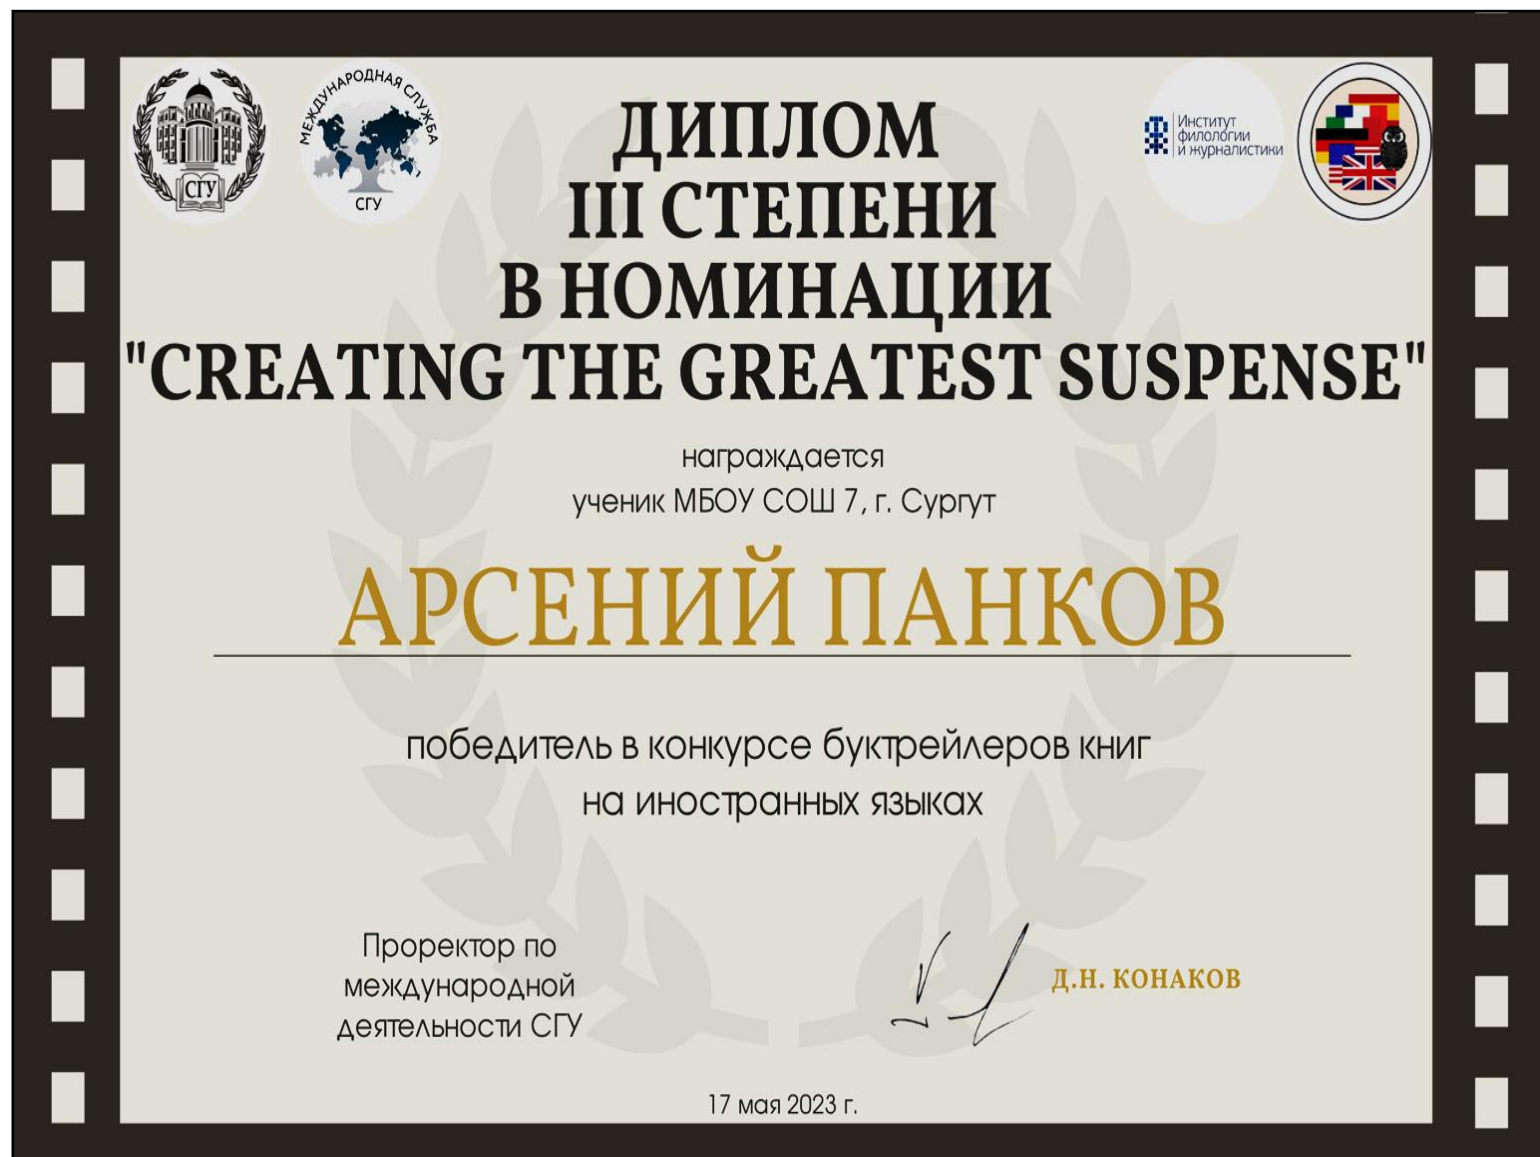 СГУ
МЕЖДУНАРОДНАЯ СЛУЖБА
СГУ
Институт
филологии
и журналистики
ДИПЛОМ
III СТЕПЕНИ
В НОМИНАЦИИ
"CREATING THE GREATEST SUSPENSE"
награждается
ученик МБОУ СОШ 7, г. Сургут
АРСЕНИЙ ПАНКОВ
победитель в конкурсе буктрейлеров книг
на иностранных языках
Проректор по
международной
деятельности СГУ
Д.Н. КОНАКОВ
17 мая 2023 г.